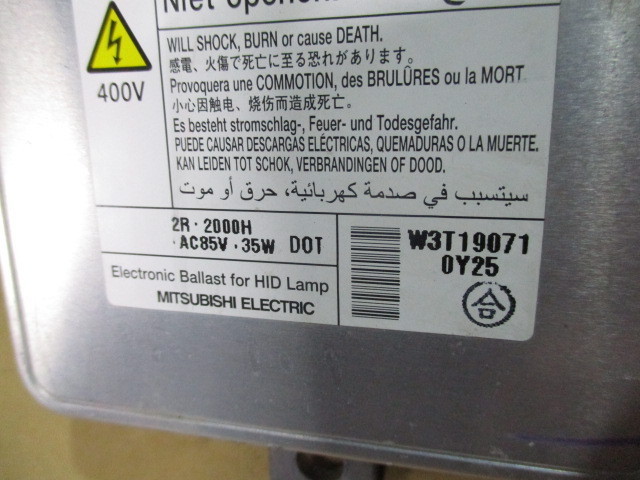 Niet openen.
400V
WILL SHOCK, BURN or cause DEATH.
感電、火傷で死亡に至る恐れがあります。
Provoquera une COMMOTION, des BRULÛRES ou la MORT
小心因触电、烧伤而造成死亡。
Es besteht stromschlag-, Feuer- und Todesgefahr.
PUEDE CAUSAR DESCARGAS ELÉCTRICAS, QUEMADURAS O LA MUERTE.
KAN LEIDEN TOT SCHOK, VERBRANDINGEN OF DOOD.
سيتسبب في صدمة كهربائية، حرق أو موت
2R · 2000H
· AC85V · 35W DOT
W3T19071
0Y25
合
Electronic Ballast for HID Lamp
MITSUBISHI ELECTRIC